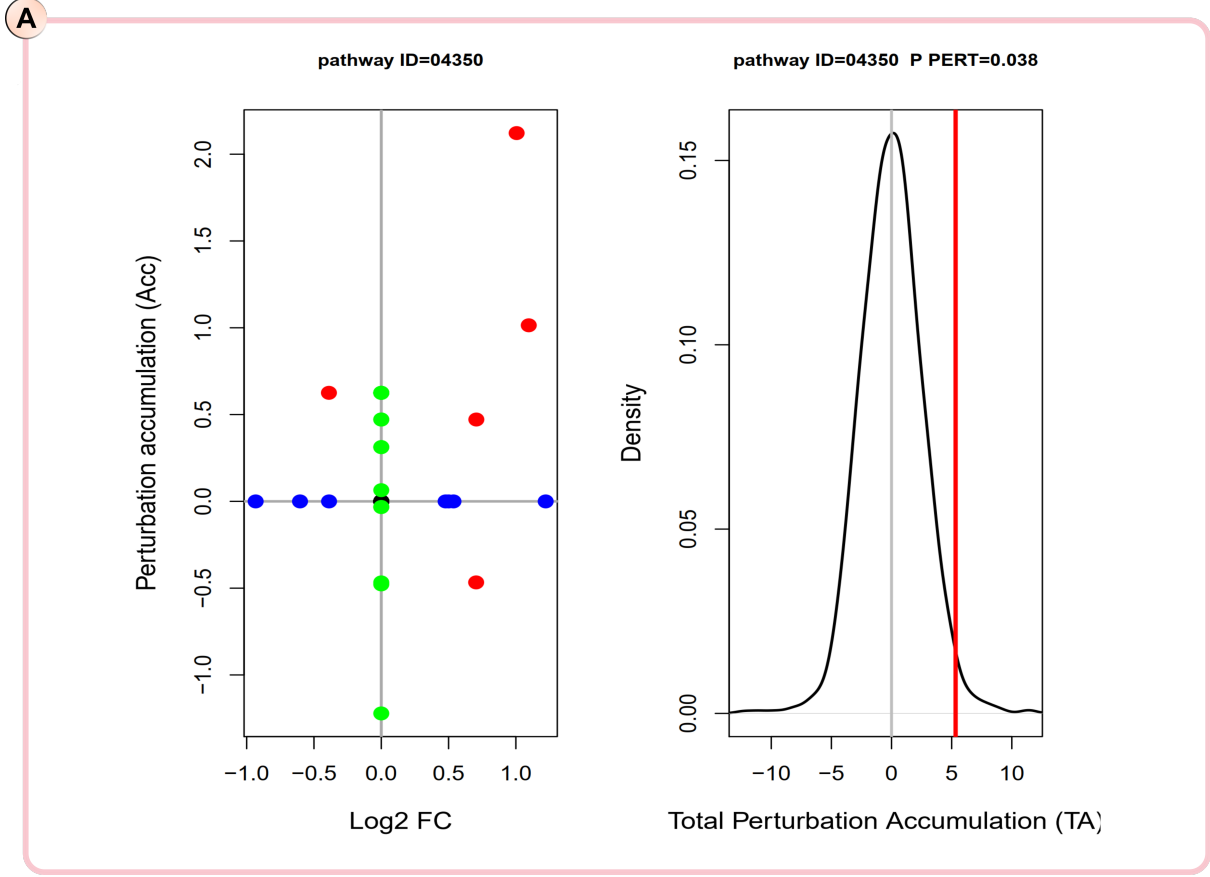 A
pathway ID=04350
Perturbation accumulation (Acc)
2.0
1.5
1.0
0.5
0.0
−0.5
−1.0
−1.0 −0.5 0.0 0.5 1.0
Log2 FC
pathway ID=04350 P PERT=0.038
Density
0.15
0.10
0.05
0.00
−10 −5 0 5 10
Total Perturbation Accumulation (TA)